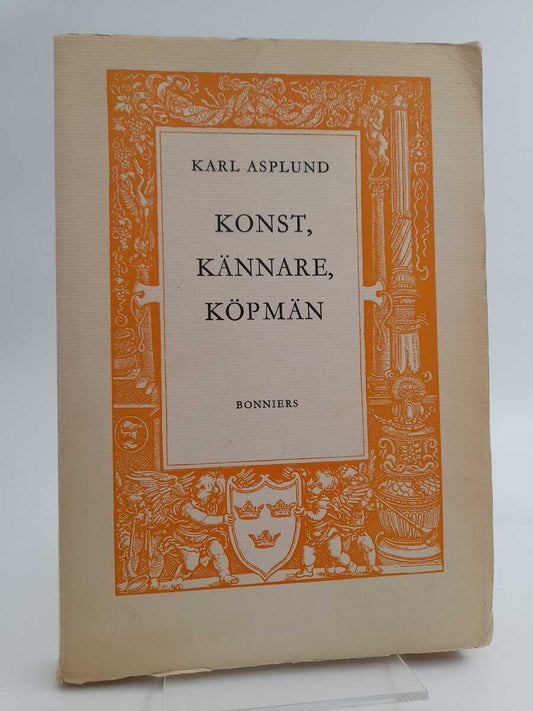 KARL ASPLUND
KONST,
KÄNNARE,
KÖPMÄN
BONNIERS